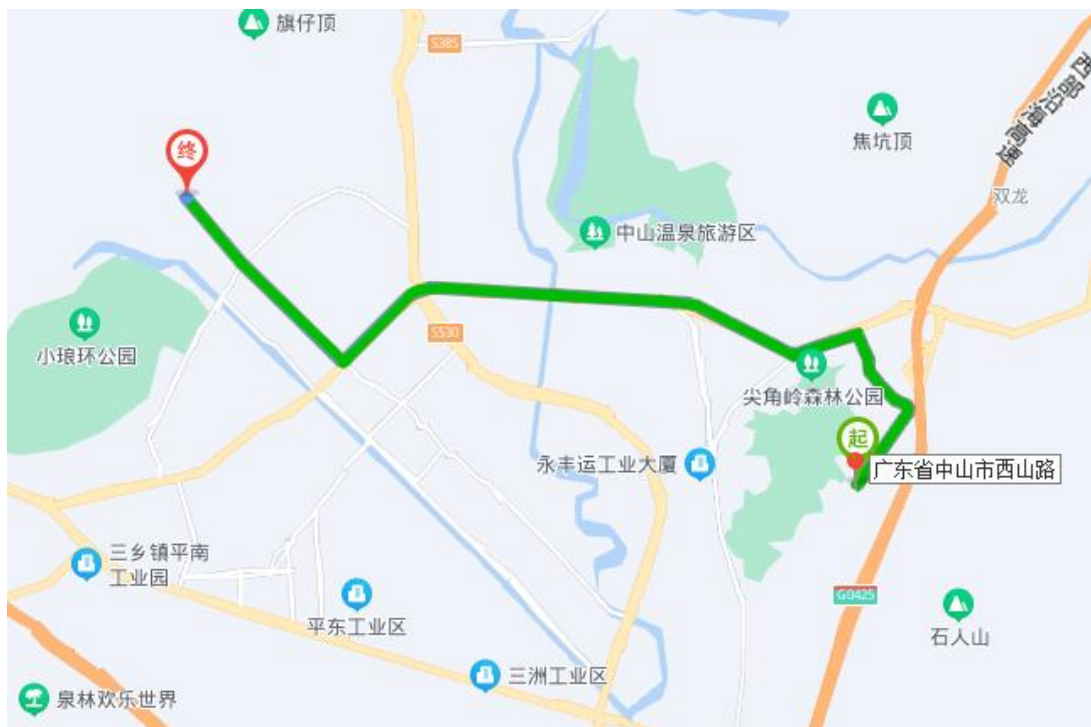 旗仔顶
S385
西部沿海高速
终
焦坑顶
双龙
中山温泉旅游区
小琅环公园
S530
尖角岭森林公园
起
永丰运工业大厦
广东省中山市西山路
三乡镇平南
工业园
G0425
平东工业区
石人山
三洲工业区
泉林欢乐世界